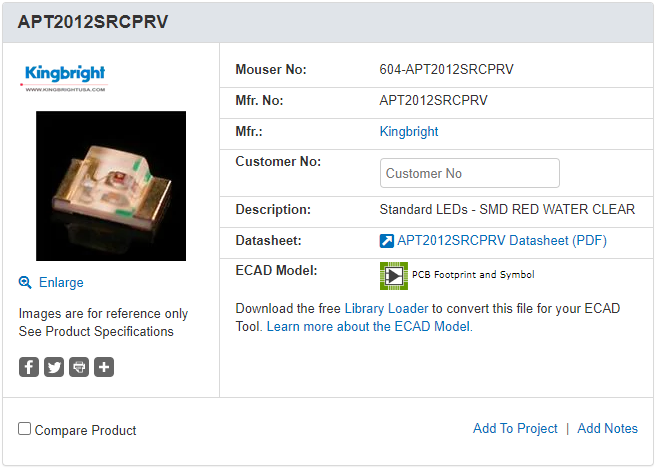 APT2012SRCPRV
Kingbright
WWW.KINGBRIGHTUSA.COM
Enlarge
Images are for reference only
See Product Specifications
Mouser No: 604-APT2012SRCPRV
Mfr. No: APT2012SRCPRV
Mfr.: Kingbright
Customer No: Customer No
Description: Standard LEDs - SMD RED WATER CLEAR
Datasheet: APT2012SRCPRV Datasheet (PDF)
ECAD Model: PCB Footprint and Symbol
Download the free Library Loader to convert this file for your ECAD
Tool. Learn more about the ECAD Model.
Compare Product
Add To Project | Add Notes